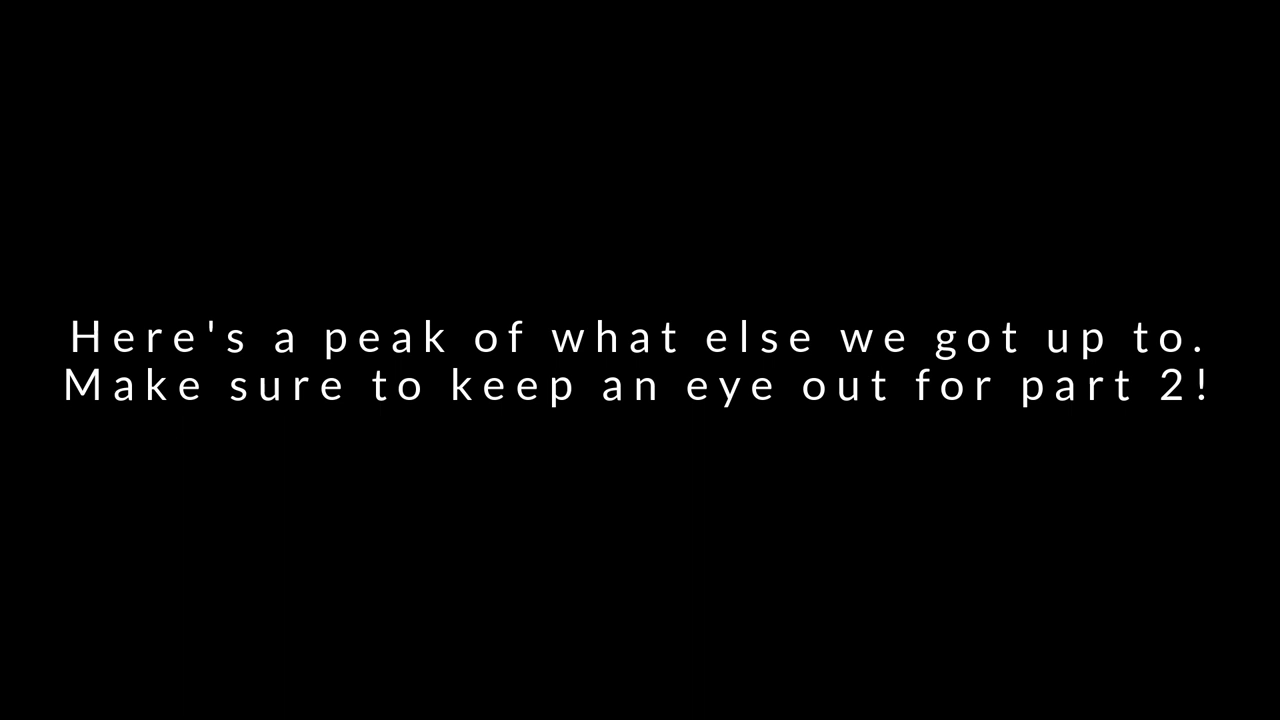 Here's a peak of what else we got up to.
Make sure to keep an eye out for part 2!